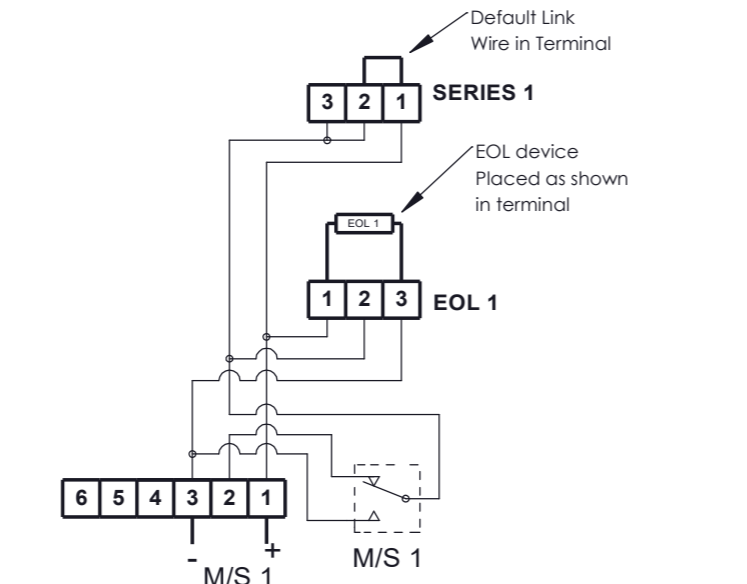 Default Link
Wire in Terminal
3 2 1 SERIES 1
EOL device
Placed as shown
in terminal
EOL 1
1 2 3 EOL 1
6 5 4 3 2 1
- +
M/S 1
M/S 1